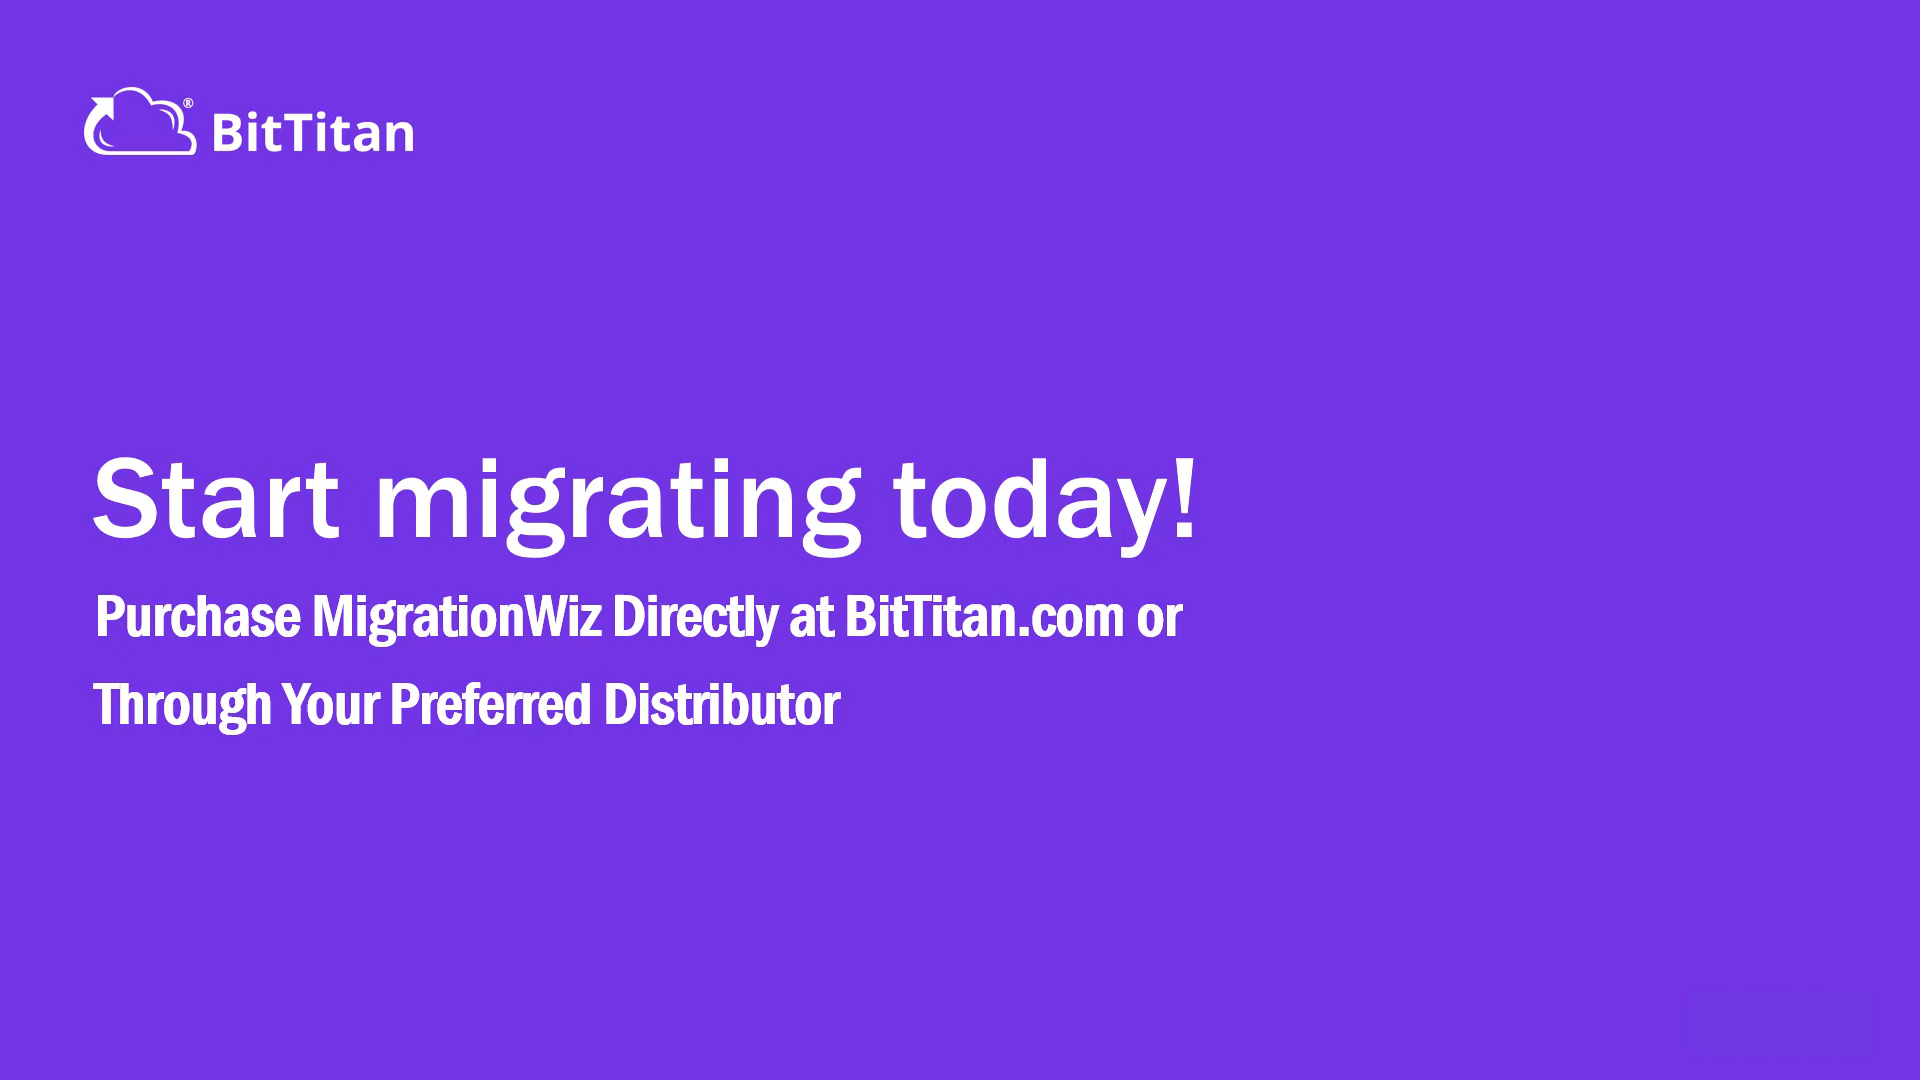 ® BitTitan
Start migrating today!
Purchase MigrationWiz Directly at BitTitan.com or
Through Your Preferred Distributor